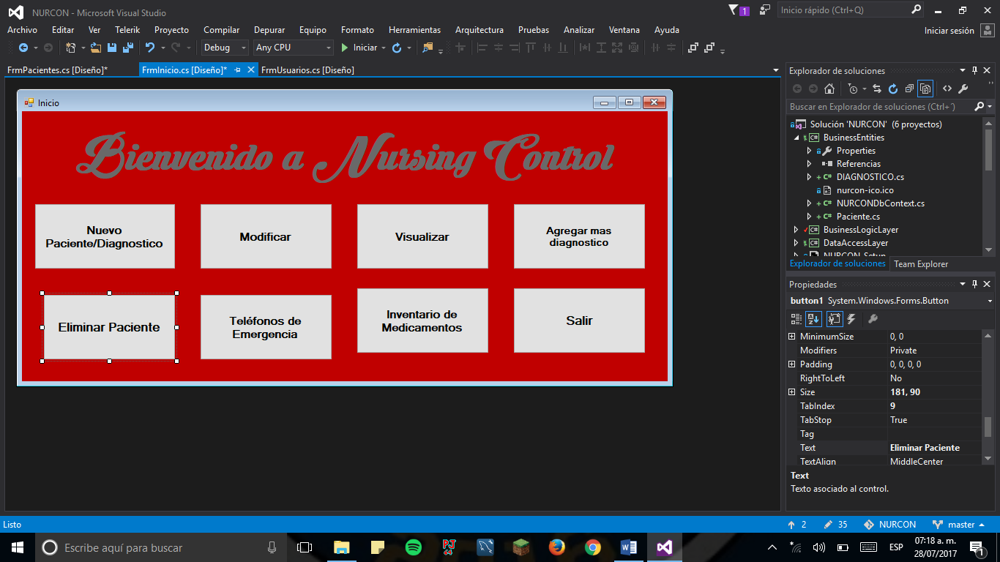 NURCON - Microsoft Visual Studio
1
Inicio rápido (Ctrl+Q)
Archivo Editar Ver Telerik Proyecto Compilar Depurar Equipo Formato Herramientas Arquitectura Pruebas Analizar Ventana Ayuda
Iniciar sesión
Debug Any CPU Iniciar
FrmPacientes.cs [Diseño]* FrmInicio.cs [Diseño]* FrmUsuarios.cs [Diseño]
Inicio
Bienvenido a Nursing Control
Nuevo
Paciente/Diagnostico
Modificar
Visualizar
Agregar mas
diagnostico
Eliminar Paciente
Teléfonos de
Emergencia
Inventario de
Medicamentos
Salir
Explorador de soluciones
Buscar en Explorador de soluciones (Ctrl+´)
Solución 'NURCON' (6 proyectos)
C# BusinessEntities
Properties
Referencias
C# DIAGNOSTICO.cs
nurcon-ico.ico
C# NURCONDbContext.cs
C# Paciente.cs
C# BusinessLogicLayer
C# DataAccessLayer
NURCON_Setup
Explorador de soluciones Team Explorer
Propiedades
button1 System.Windows.Forms.Button
MinimumSize 0, 0
Modifiers Private
Padding 0, 0, 0, 0
RightToLeft No
Size 181, 90
TabIndex 9
TabStop True
Tag
Text Eliminar Paciente
TextAlign MiddleCenter
Text
Texto asociado al control.
Listo
2 35 NURCON master
Escribe aquí para buscar
ESP
07:18 a. m.
28/07/2017
1